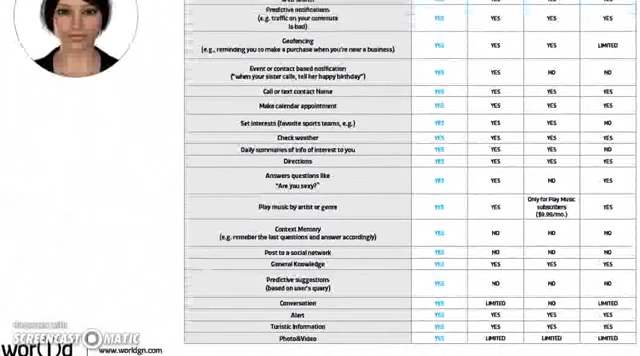 Predictive notifications
(e.g. traffic on your commute
is bad) YES YES YES YES
Geofencing
(e.g., reminding you to make a purchase when you're near a business) YES YES YES LIMITED
Event or contact based notification
("when your sister calls, tell her happy birthday") YES YES NO NO
Call or text contact Name YES YES YES YES
Make calendar appointment YES YES YES YES
Set interests (favorite sports teams, e.g.) YES YES YES NO
Check weather YES YES YES YES
Daily summaries of info of interest to you YES YES YES NO
Directions YES YES YES YES
Answers questions like
"Are you sexy?" YES YES NO YES
Play music by artist or genre YES YES Only for Play Music
subscribers
($9.99/mo.) YES
Context Memory
(e.g. remeber the last questions and answer accordingly) YES NO NO NO
Post to a social network YES NO NO NO
General Knowledge YES YES YES YES
Predictive suggestions
(based on user's query) YES NO NO NO
Conversation YES LIMITED NO LIMITED
Alert YES YES YES YES
Turistic Information YES YES YES YES
Photo&Video YES LIMITED LIMITED LIMITED
SCREENCAST O MATIC
wor(l)d www.worldgn.com